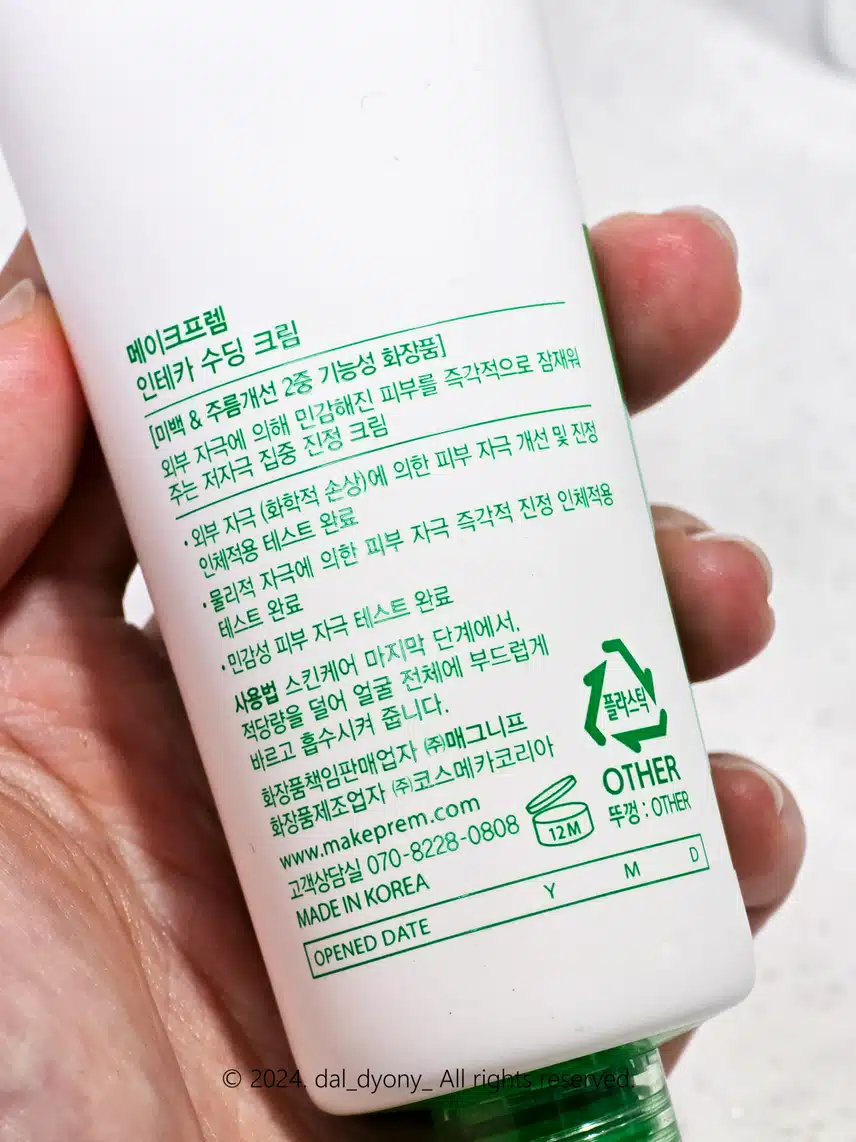 메이크프렘
인테카 수딩 크림
[미백 & 주름개선 2중 기능성 화장품]
외부 자극에 의해 민감해진 피부를 즉각적으로 잠재워
주는 저자극 집중 진정 크림
• 외부 자극 (화학적 손상)에 의한 피부 자극 개선 및 진정
인체적용 테스트 완료
• 물리적 자극에 의한 피부 자극 즉각적 진정 인체적용
테스트 완료
• 민감성 피부 자극 테스트 완료
사용법 스킨케어 마지막 단계에서,
적당량을 덜어 얼굴 전체에 부드럽게
바르고 흡수시켜 줍니다.
화장품책임판매업자 ㈜매그니프
화장품제조업자 ㈜코스메카코리아
www.makeprem.com
고객상담실 070-8228-0808
MADE IN KOREA
12M
플라스틱
OTHER
뚜껑 : OTHER
OPENED DATE Y M D
© 2024. dal_dyony_ All rights reserved.